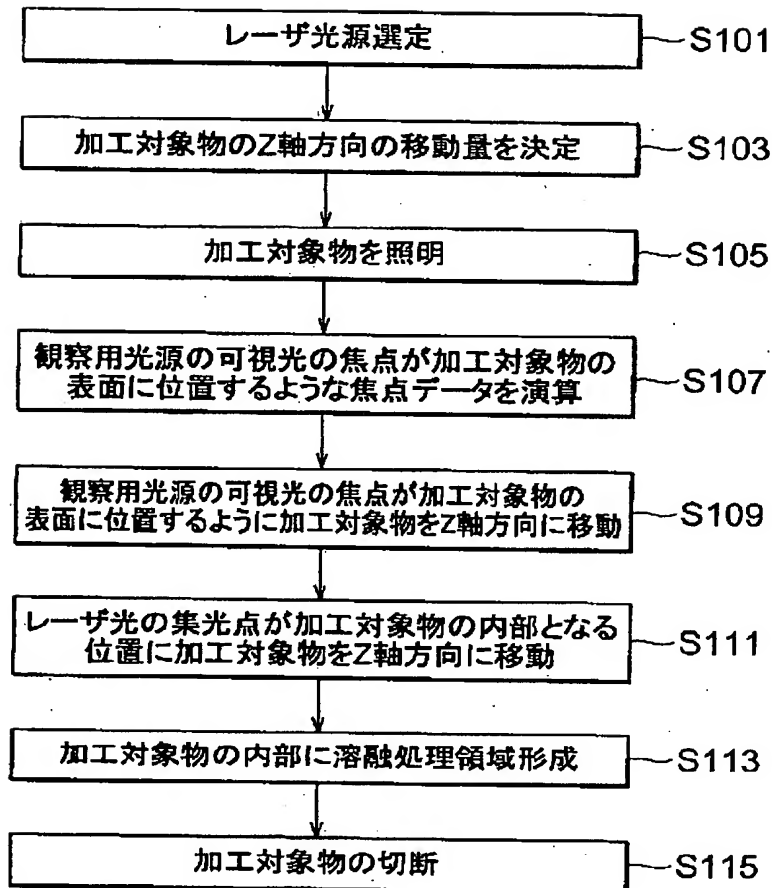 レーザ光源選定
S101
加工対象物のZ軸方向の移動量を決定
S103
加工対象物を照明
S105
観察用光源の可視光の焦点が加工対象物の
表面に位置するような焦点データを演算
S107
観察用光源の可視光の焦点が加工対象物の
表面に位置するように加工対象物をZ軸方向に移動
S109
レーザ光の集光点が加工対象物の内部となる
位置に加工対象物をZ軸方向に移動
S111
加工対象物の内部に溶融処理領域形成
S113
加工対象物の切断
S115